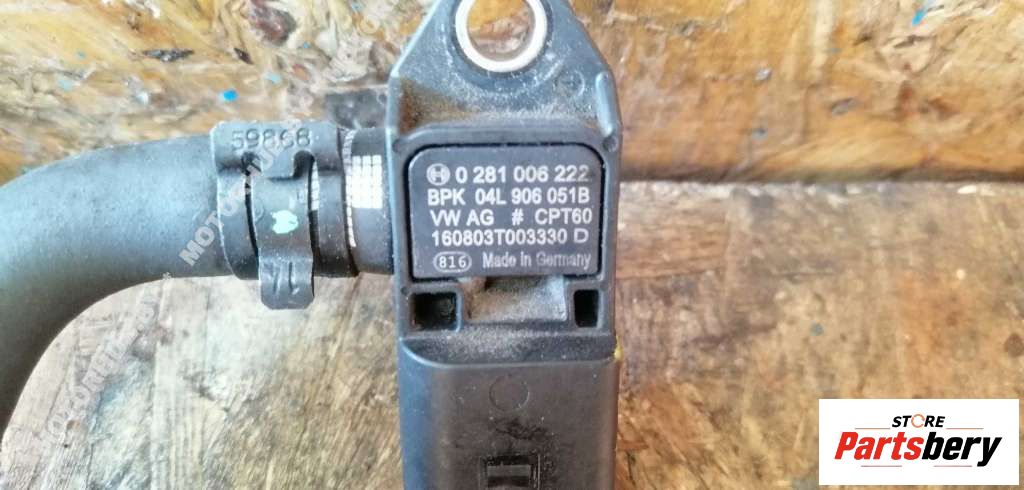 59868
0 281 006 222
BPK 04L 906 051B
VW AG # CPT60
160803T003330 D
816 Made in Germany
STORE
Partsbery